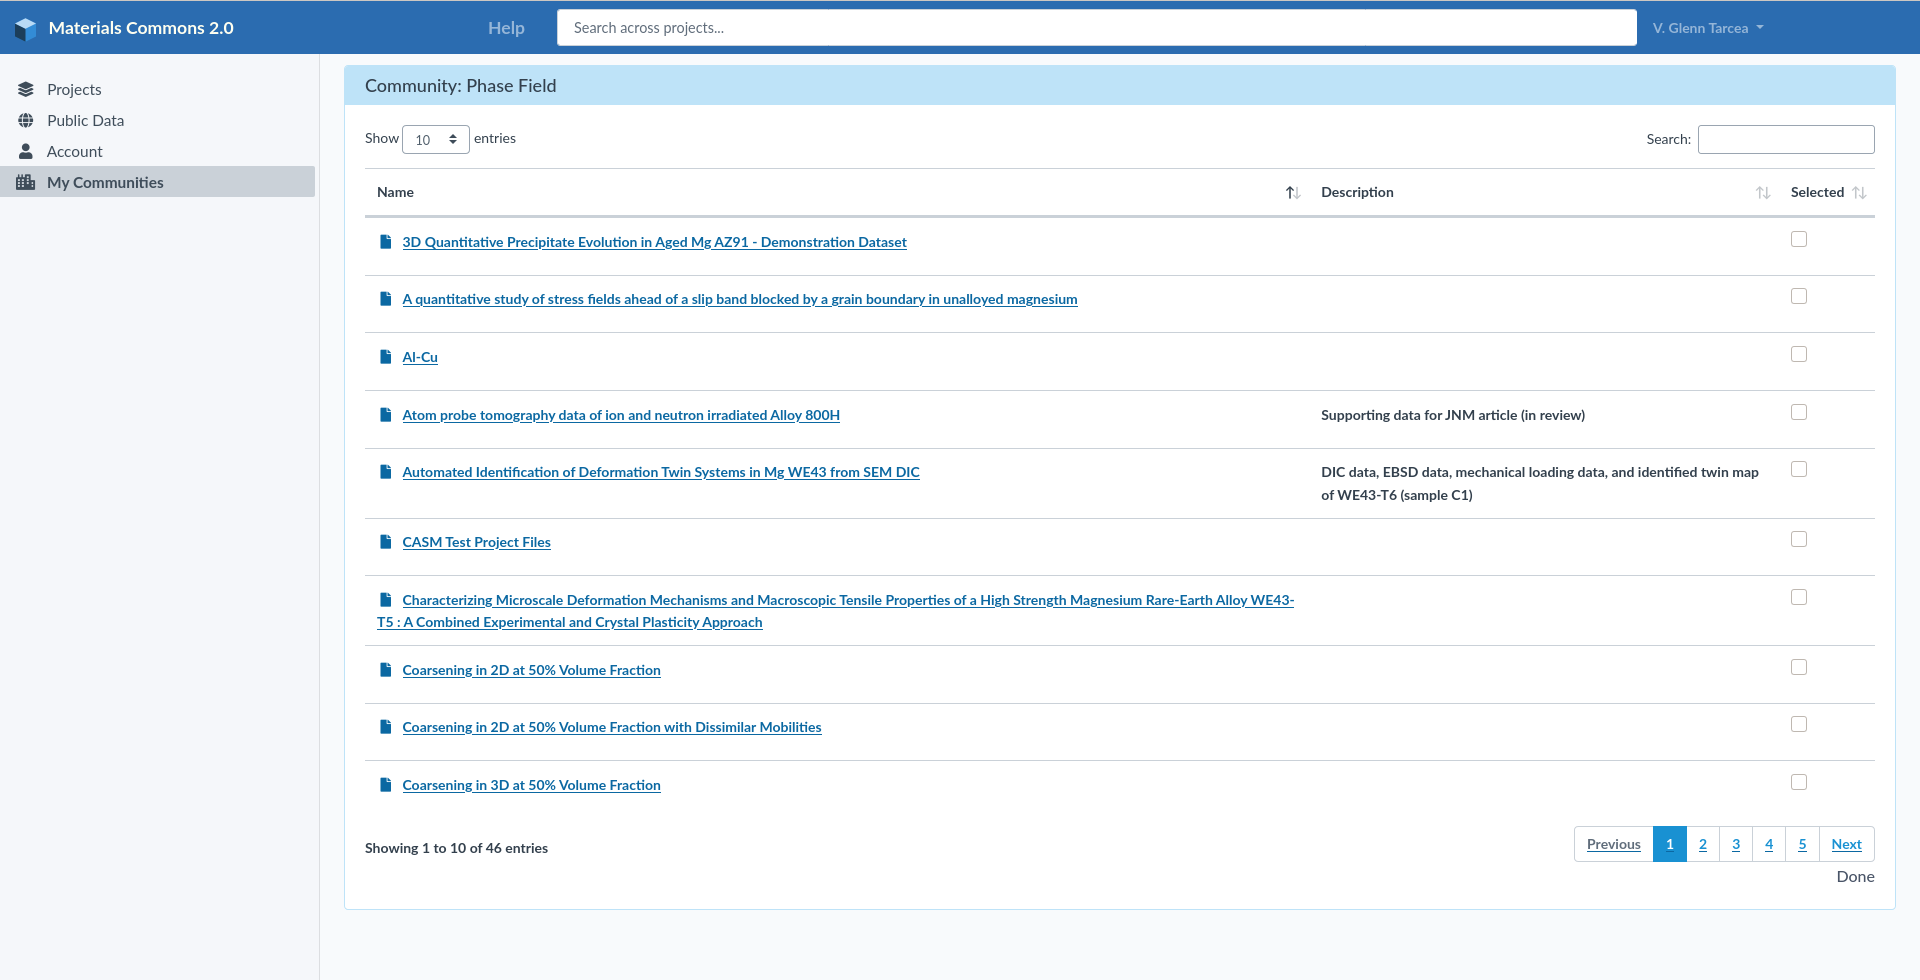 Materials Commons 2.0
Help
Search across projects...
V. Glenn Tarcea
Projects
Public Data
Account
My Communities
Community: Phase Field
Show 10 entries
Search:
Name
Description
Selected
3D Quantitative Precipitate Evolution in Aged Mg AZ91 - Demonstration Dataset
A quantitative study of stress fields ahead of a slip band blocked by a grain boundary in unalloyed magnesium
Al-Cu
Atom probe tomography data of ion and neutron irradiated Alloy 800H
Supporting data for JNM article (in review)
Automated Identification of Deformation Twin Systems in Mg WE43 from SEM DIC
DIC data, EBSD data, mechanical loading data, and identified twin map
of WE43-T6 (sample C1)
CASM Test Project Files
Characterizing Microscale Deformation Mechanisms and Macroscopic Tensile Properties of a High Strength Magnesium Rare-Earth Alloy WE43-
T5 : A Combined Experimental and Crystal Plasticity Approach
Coarsening in 2D at 50% Volume Fraction
Coarsening in 2D at 50% Volume Fraction with Dissimilar Mobilities
Coarsening in 3D at 50% Volume Fraction
Showing 1 to 10 of 46 entries
Previous 1 2 3 4 5 Next
Done